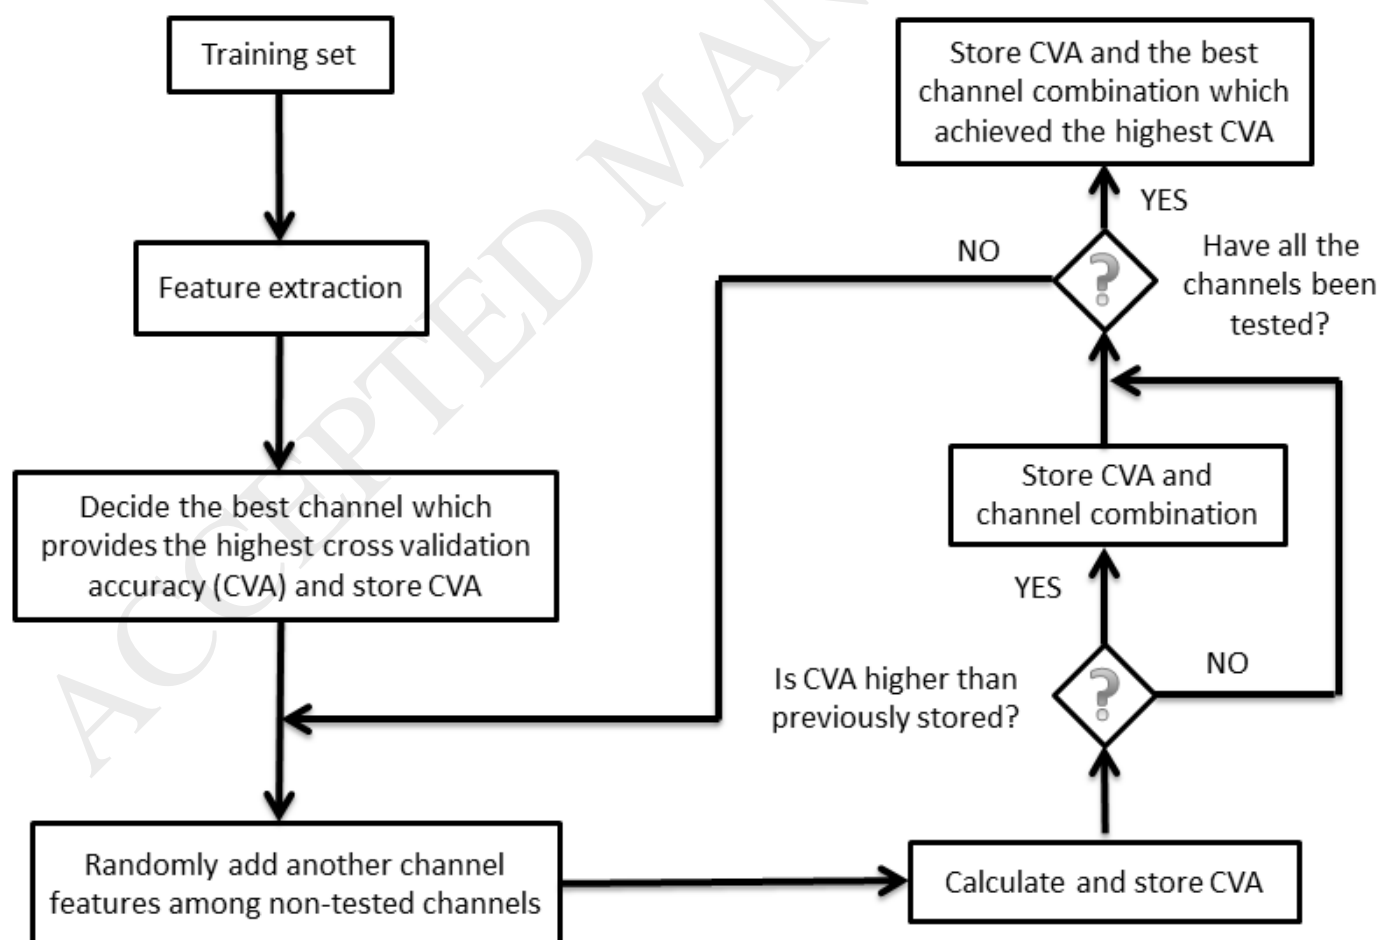 Training set
Feature extraction
Decide the best channel which
provides the highest cross validation
accuracy (CVA) and store CVA
Randomly add another channel
features among non-tested channels
Calculate and store CVA
Is CVA higher than
previously stored?
?
YES
NO
Store CVA and
channel combination
Have all the
channels been
tested?
?
NO
YES
Store CVA and the best
channel combination which
achieved the highest CVA
ACCEPTED MAN